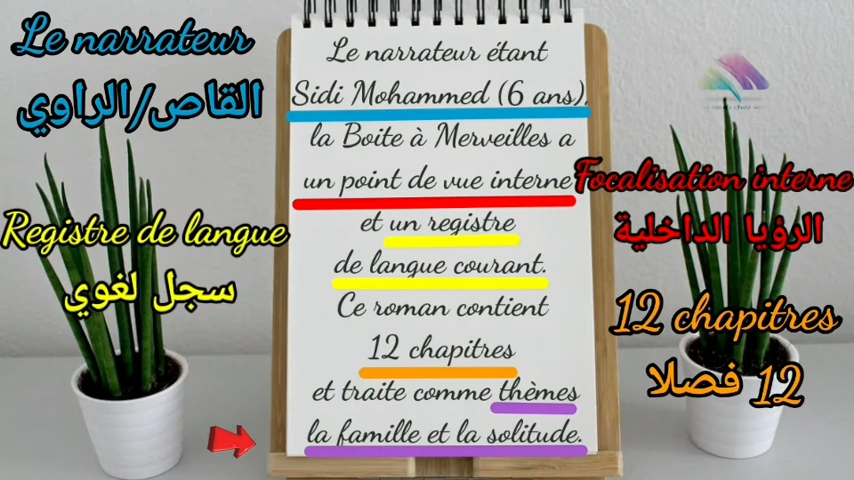 Le narrateur
القاص/الراوي
Registre de langue
سجل لغوي
Le narrateur étant
Sidi Mohammed (6 ans),
la Boite à Merveilles a
un point de vue interne
et un registre
de langue courant.
Ce roman contient
12 chapitres
et traite comme thèmes
la famille et la solitude.
Focalisation interne
الرؤيا الداخلية
12 chapitres
12 فصلا